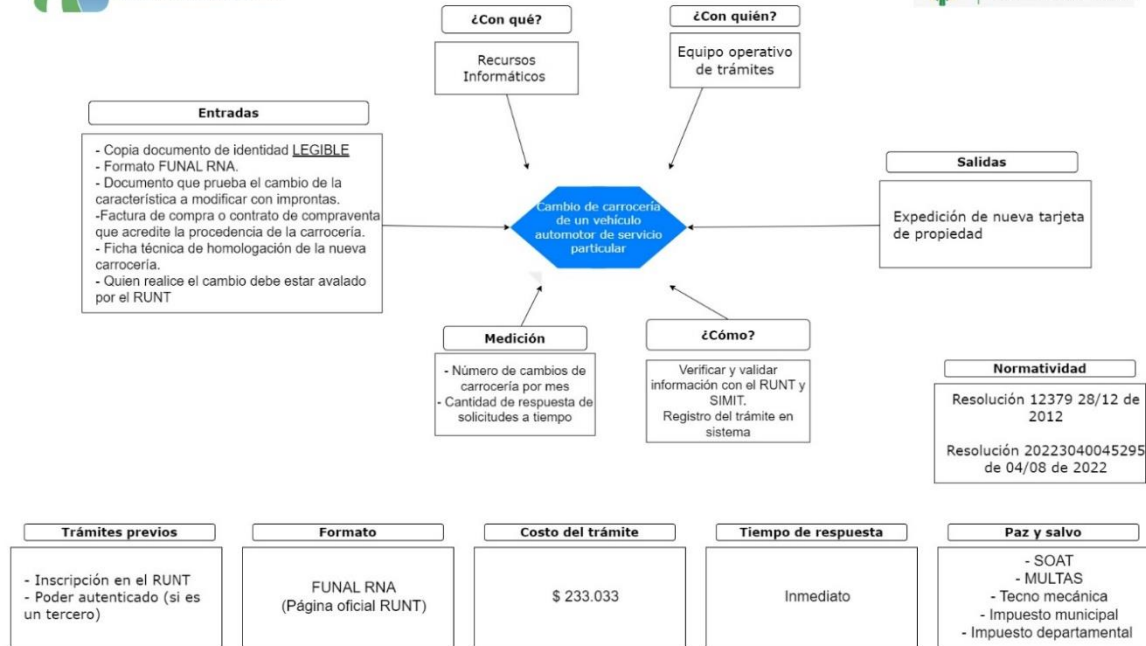 ¿Con qué?
Recursos
Informáticos
¿Con quién?
Equipo operativo
de trámites
Entradas
- Copia documento de identidad LEGIBLE
- Formato FUNAL RNA.
- Documento que prueba el cambio de la
característica a modificar con improntas.
-Factura de compra o contrato de compraventa
que acredite la procedencia de la carrocería.
- Ficha técnica de homologación de la nueva
carrocería.
- Quien realice el cambio debe estar avalado
por el RUNT
Cambio de carrocería
de un vehículo
automotor de servicio
particular
Salidas
Expedición de nueva tarjeta
de propiedad
Medición
- Número de cambios de
carrocería por mes
- Cantidad de respuesta de
solicitudes a tiempo
¿Cómo?
Verificar y validar
información con el RUNT y
SIMIT.
Registro del trámite en
sistema
Normatividad
Resolución 12379 28/12 de
2012
Resolución 20223040045295
de 04/08 de 2022
Trámites previos
- Inscripción en el RUNT
- Poder autenticado (si es
un tercero)
Formato
FUNAL RNA
(Página oficial RUNT)
Costo del trámite
$ 233.033
Tiempo de respuesta
Inmediato
Paz y salvo
- SOAT
- MULTAS
- Tecno mecánica
- Impuesto municipal
- Impuesto departamental